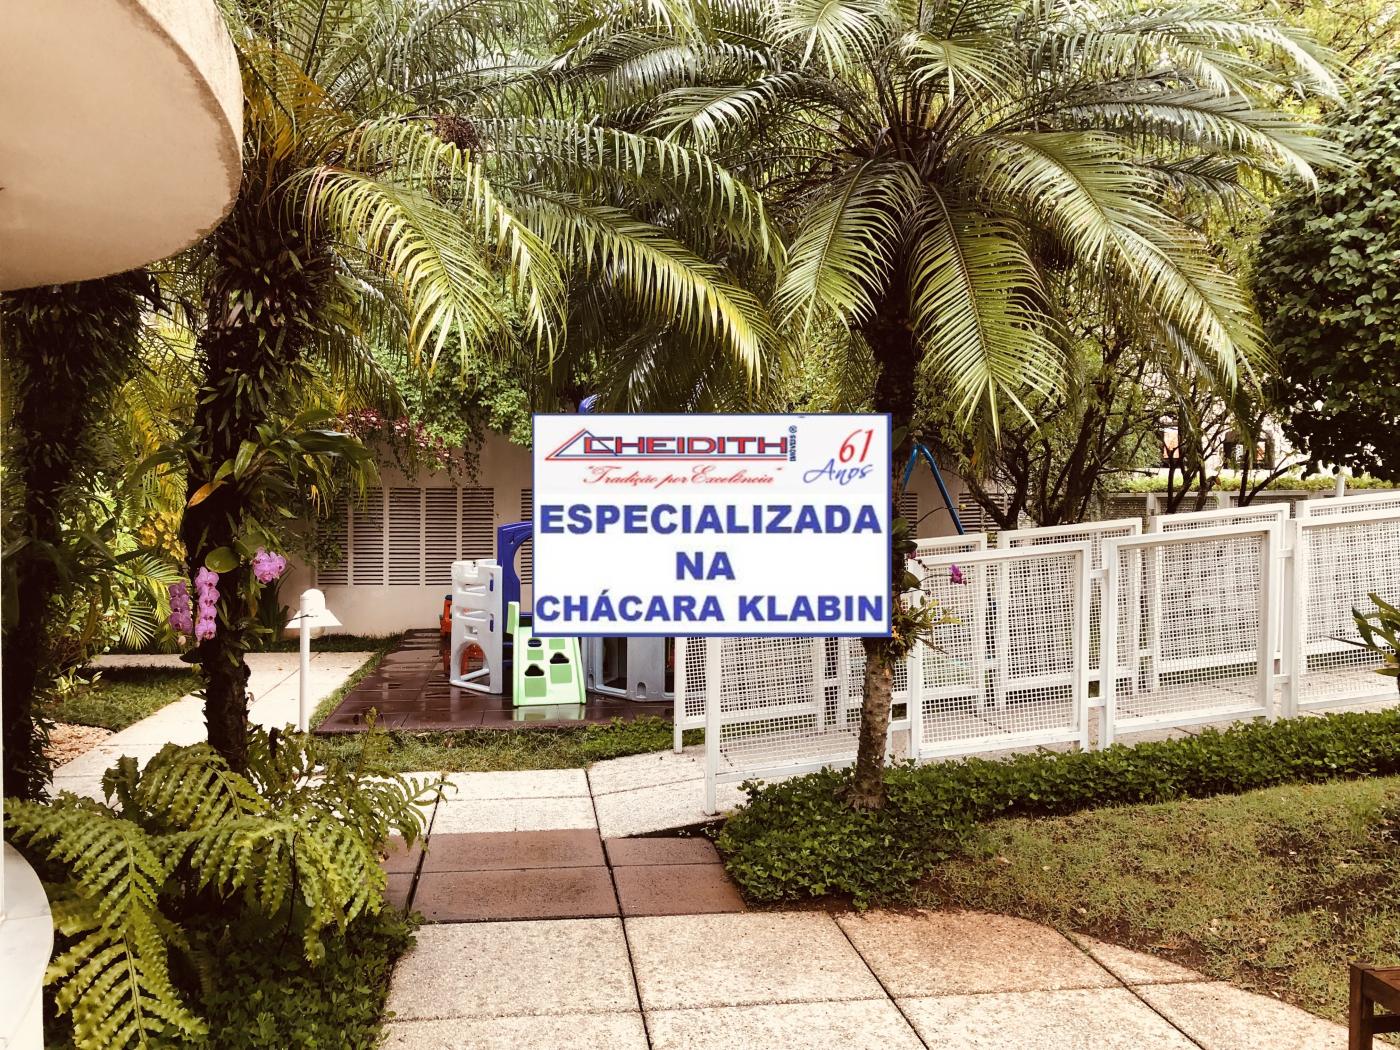 CHEIDITH IMÓVEIS ®
"Tradição por Excelência"
61
Anos
ESPECIALIZADA
NA
CHÁCARA KLABIN